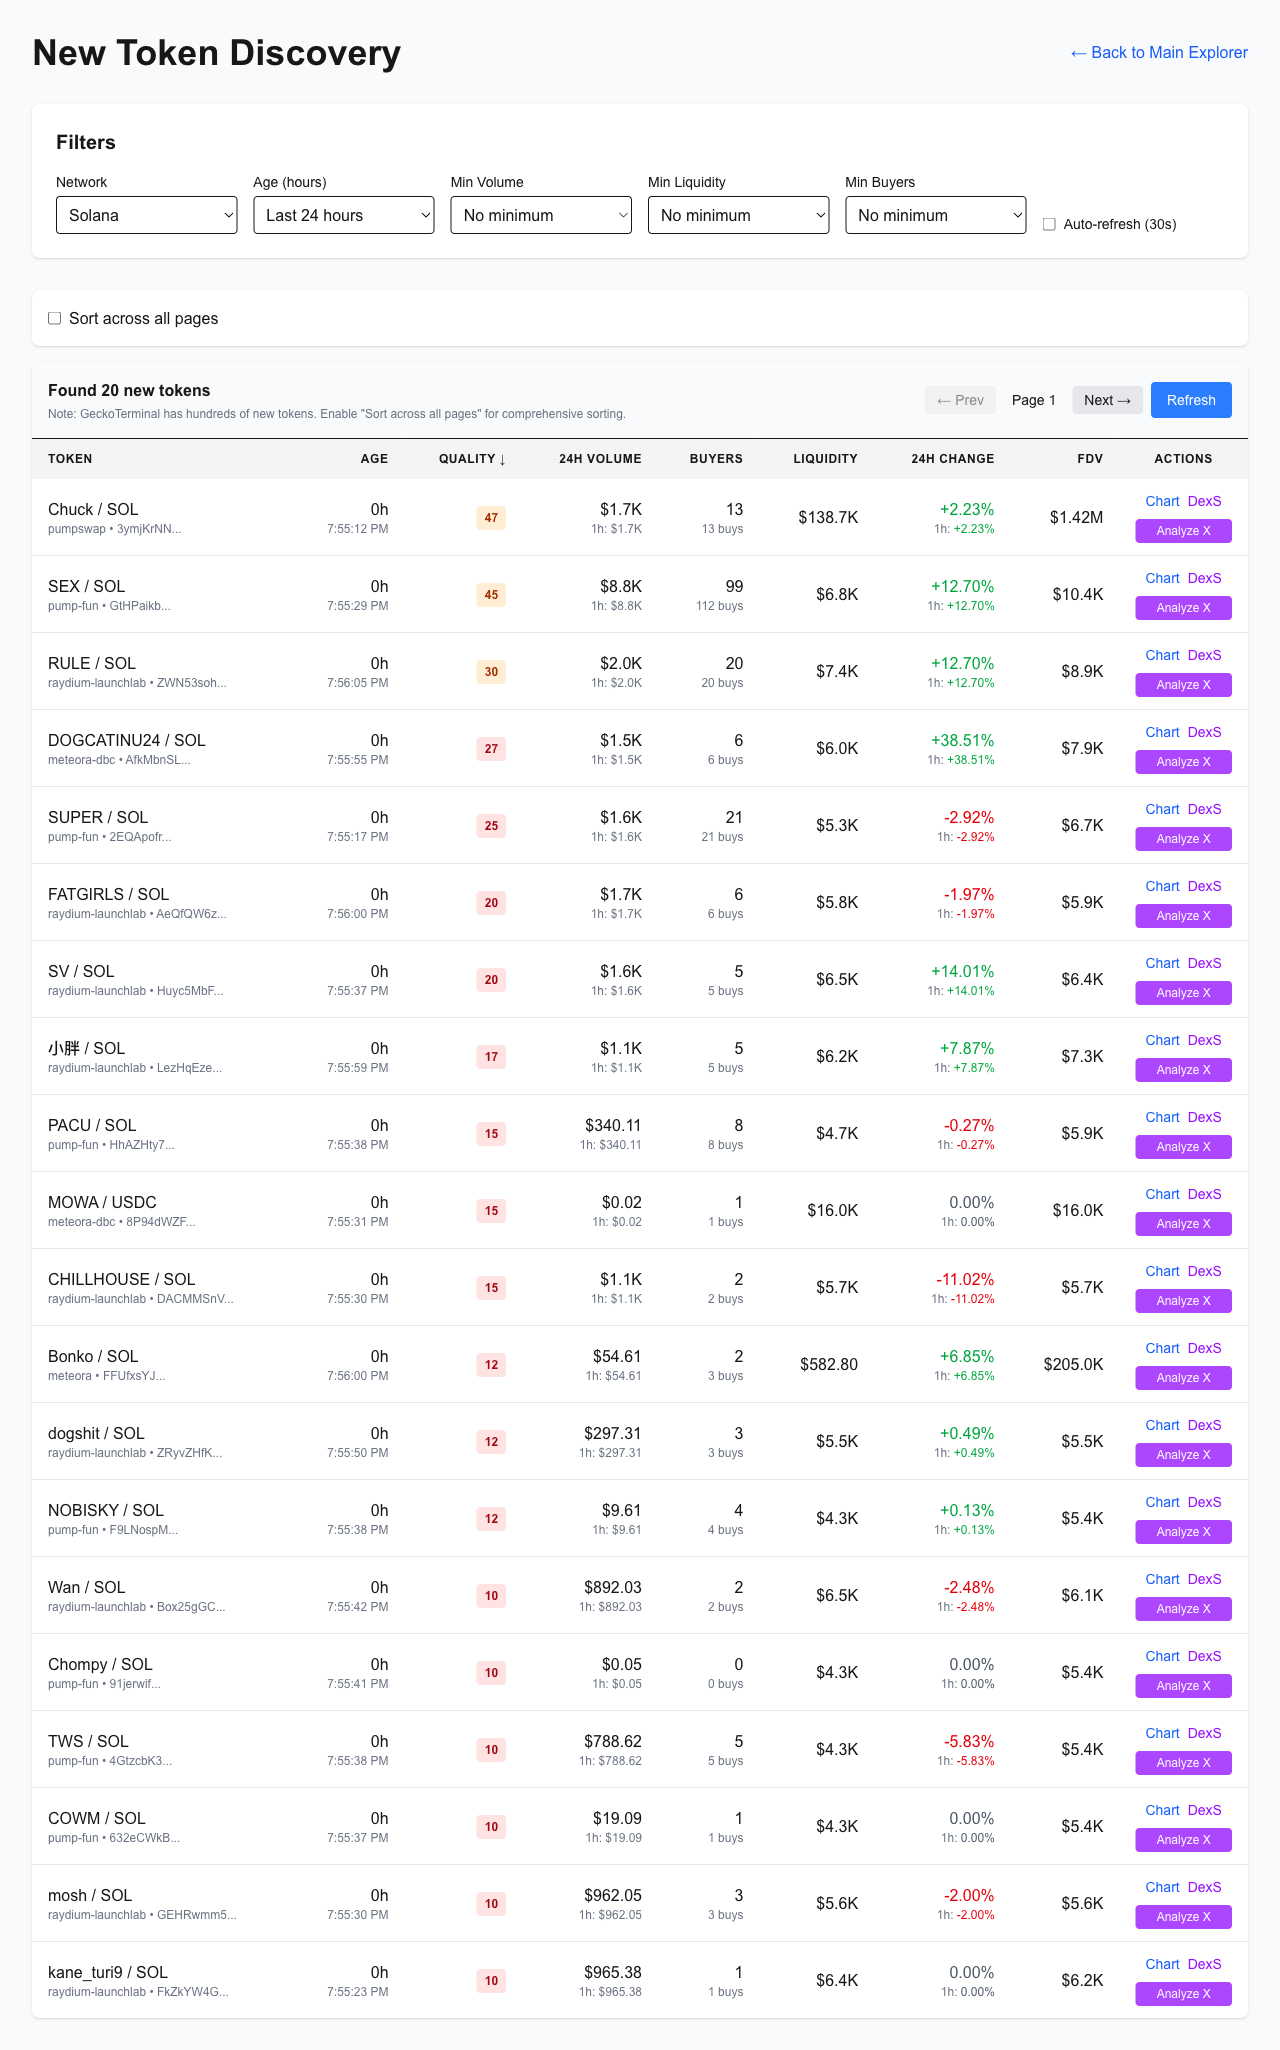 New Token Discovery
← Back to Main Explorer
Filters
Network Age (hours) Min Volume Min Liquidity Min Buyers
Solana Last 24 hours No minimum No minimum No minimum Auto-refresh (30s)
Sort across all pages
Found 20 new tokens
Note: GeckoTerminal has hundreds of new tokens. Enable "Sort across all pages" for comprehensive sorting.
← Prev Page 1 Next → Refresh
TOKEN AGE QUALITY ↓ 24H VOLUME BUYERS LIQUIDITY 24H CHANGE FDV ACTIONS
Chuck / SOL 0h 47 $1.7K 13 $138.7K +2.23% $1.42M Chart DexS
pumpswap • 3ymjKrNN... 7:55:12 PM 1h: $1.7K 13 buys 1h: +2.23% Analyze X
SEX / SOL 0h 45 $8.8K 99 $6.8K +12.70% $10.4K Chart DexS
pump-fun • GtHPaikb... 7:55:29 PM 1h: $8.8K 112 buys 1h: +12.70% Analyze X
RULE / SOL 0h 30 $2.0K 20 $7.4K +12.70% $8.9K Chart DexS
raydium-launchlab • ZWN53soh... 7:56:05 PM 1h: $2.0K 20 buys 1h: +12.70% Analyze X
DOGCATINU24 / SOL 0h 27 $1.5K 6 $6.0K +38.51% $7.9K Chart DexS
meteora-dbc • AfkMbnSL... 7:55:55 PM 1h: $1.5K 6 buys 1h: +38.51% Analyze X
SUPER / SOL 0h 25 $1.6K 21 $5.3K -2.92% $6.7K Chart DexS
pump-fun • 2EQApofr... 7:55:17 PM 1h: $1.6K 21 buys 1h: -2.92% Analyze X
FATGIRLS / SOL 0h 20 $1.7K 6 $5.8K -1.97% $5.9K Chart DexS
raydium-launchlab • AeQfQW6z... 7:56:00 PM 1h: $1.7K 6 buys 1h: -1.97% Analyze X
SV / SOL 0h 20 $1.6K 5 $6.5K +14.01% $6.4K Chart DexS
raydium-launchlab • Huyc5MbF... 7:55:37 PM 1h: $1.6K 5 buys 1h: +14.01% Analyze X
小胖 / SOL 0h 17 $1.1K 5 $6.2K +7.87% $7.3K Chart DexS
raydium-launchlab • LezHqEze... 7:55:59 PM 1h: $1.1K 5 buys 1h: +7.87% Analyze X
PACU / SOL 0h 15 $340.11 8 $4.7K -0.27% $5.9K Chart DexS
pump-fun • HhAZHty7... 7:55:38 PM 1h: $340.11 8 buys 1h: -0.27% Analyze X
MOWA / USDC 0h 15 $0.02 1 $16.0K 0.00% $16.0K Chart DexS
meteora-dbc • 8P94dWZF... 7:55:31 PM 1h: $0.02 1 buys 1h: 0.00% Analyze X
CHILLHOUSE / SOL 0h 15 $1.1K 2 $5.7K -11.02% $5.7K Chart DexS
raydium-launchlab • DACMMSnV... 7:55:30 PM 1h: $1.1K 2 buys 1h: -11.02% Analyze X
Bonko / SOL 0h 12 $54.61 2 $582.80 +6.85% $205.0K Chart DexS
meteora • FFUfxsYJ... 7:56:00 PM 1h: $54.61 3 buys 1h: +6.85% Analyze X
dogshit / SOL 0h 12 $297.31 3 $5.5K +0.49% $5.5K Chart DexS
raydium-launchlab • ZRyvZHfK... 7:55:50 PM 1h: $297.31 3 buys 1h: +0.49% Analyze X
NOBISKY / SOL 0h 12 $9.61 4 $4.3K +0.13% $5.4K Chart DexS
pump-fun • F9LNospM... 7:55:38 PM 1h: $9.61 4 buys 1h: +0.13% Analyze X
Wan / SOL 0h 10 $892.03 2 $6.5K -2.48% $6.1K Chart DexS
raydium-launchlab • Box25gGC... 7:55:42 PM 1h: $892.03 2 buys 1h: -2.48% Analyze X
Chompy / SOL 0h 10 $0.05 0 $4.3K 0.00% $5.4K Chart DexS
pump-fun • 91jerwif... 7:55:41 PM 1h: $0.05 0 buys 1h: 0.00% Analyze X
TWS / SOL 0h 10 $788.62 5 $4.3K -5.83% $5.4K Chart DexS
pump-fun • 4GtzcbK3... 7:55:38 PM 1h: $788.62 5 buys 1h: -5.83% Analyze X
COWM / SOL 0h 10 $19.09 1 $4.3K 0.00% $5.4K Chart DexS
pump-fun • 632eCWkB... 7:55:37 PM 1h: $19.09 1 buys 1h: 0.00% Analyze X
mosh / SOL 0h 10 $962.05 3 $5.6K -2.00% $5.6K Chart DexS
raydium-launchlab • GEHRwmm5... 7:55:30 PM 1h: $962.05 3 buys 1h: -2.00% Analyze X
kane_turi9 / SOL 0h 10 $965.38 1 $6.4K 0.00% $6.2K Chart DexS
raydium-launchlab • FkZkYW4G... 7:55:23 PM 1h: $965.38 1 buys 1h: 0.00% Analyze X